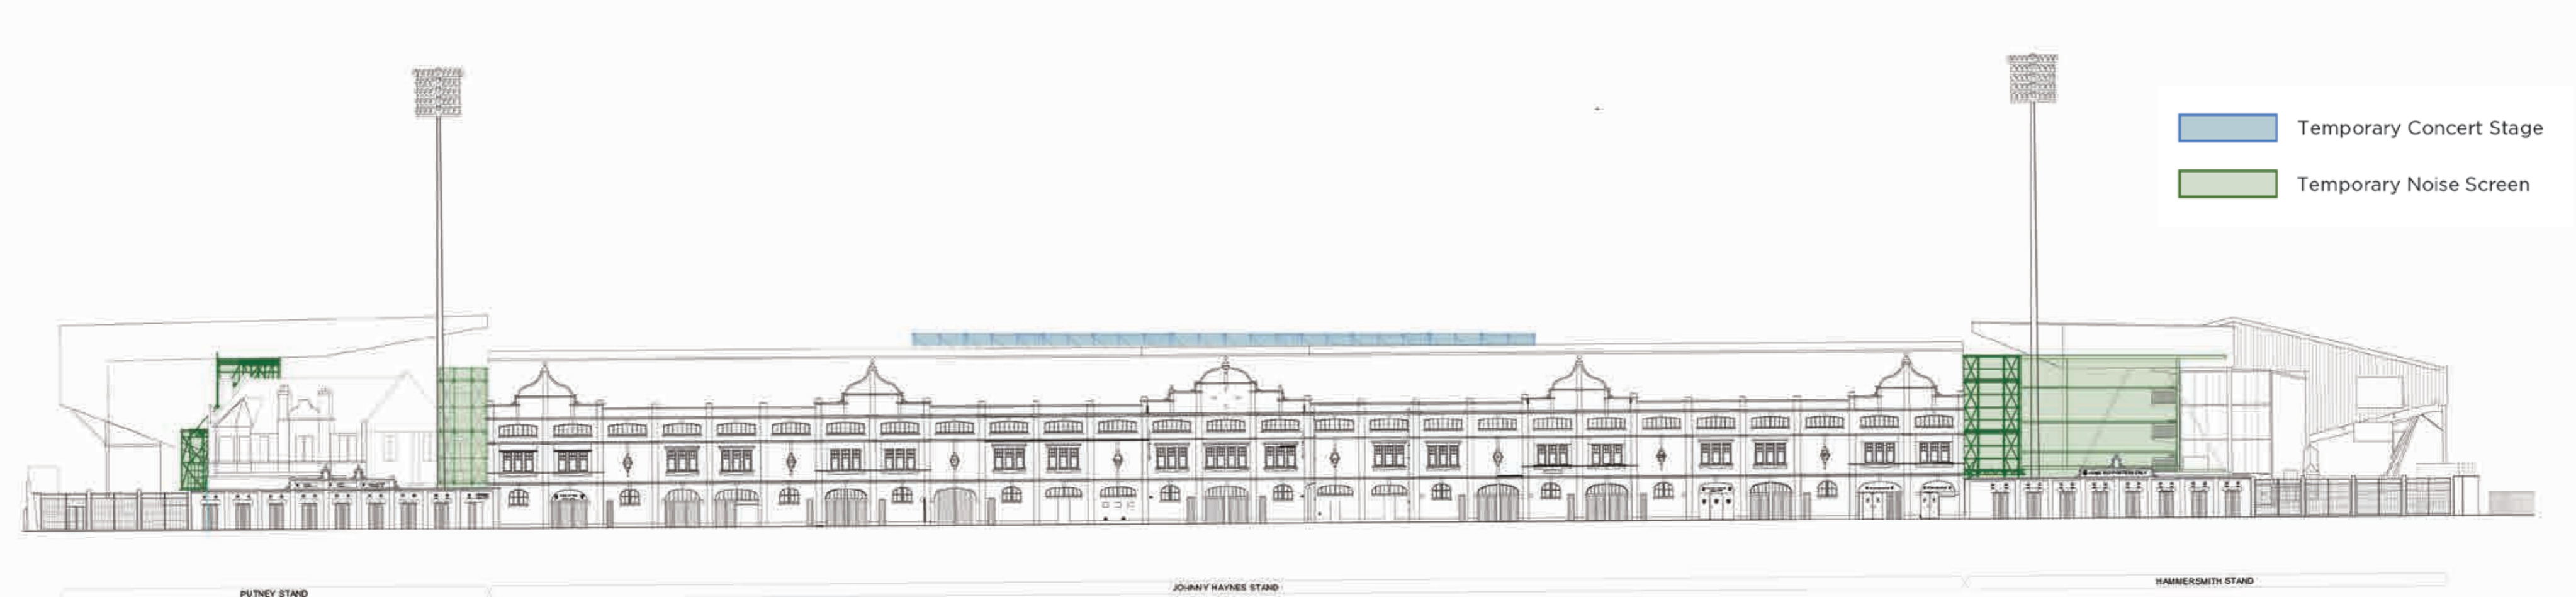 Temporary Concert Stage
Temporary Noise Screen
PUTNEY STAND
JOHNNY HAYNES STAND
HAMMERSMITH STAND